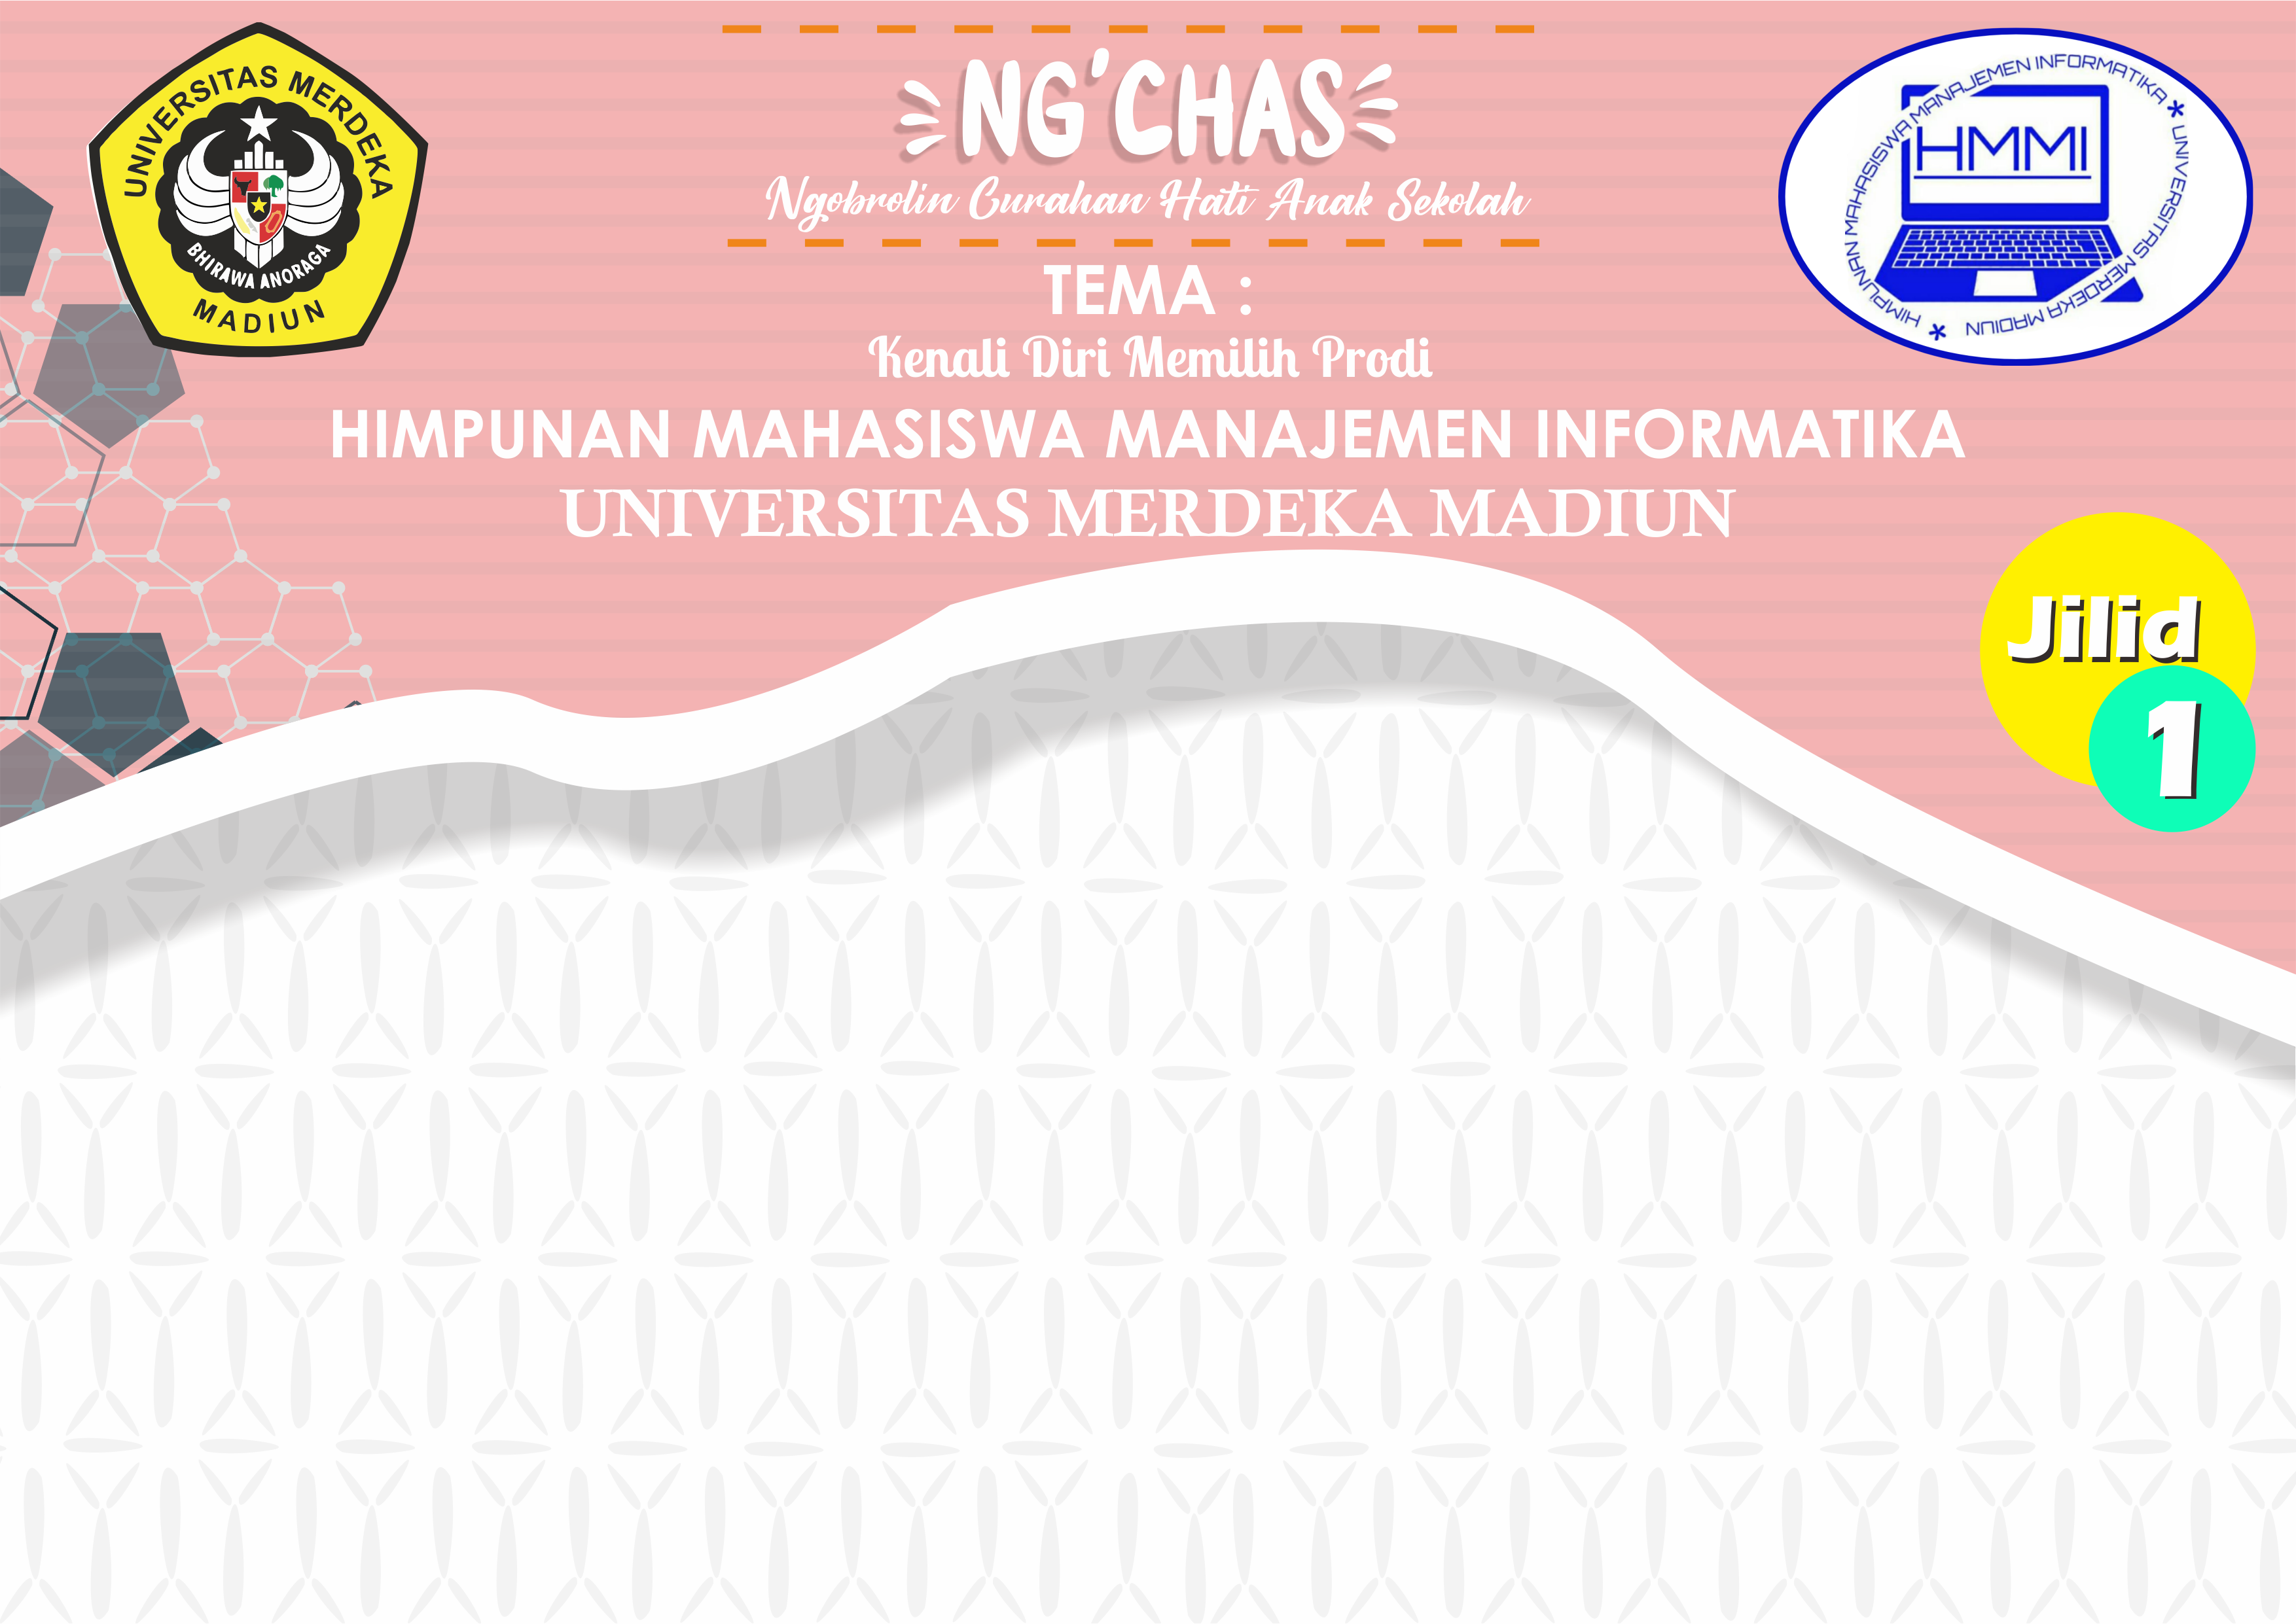 UNIVERSITAS MERDEKA
BHIRAWA ANORAGA
MADIUN
NG'CHAS
Ngobrolin Curahan Hati Anak Sekolah
TEMA :
Kenali Diri Memilih Prodi
HIMPUNAN MAHASISWA MANAJEMEN INFORMATIKA
UNIVERSITAS MERDEKA MADIUN
HIMPUNAN MAHASISWA MANAJEMEN INFORMATIKA * UNIVERSITAS MERDEKA MADIUN *
HMMI
Jilid
1